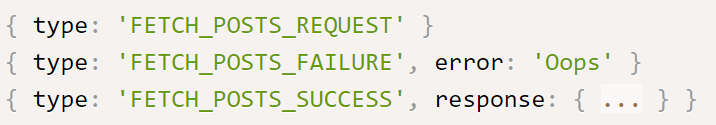 { type: 'FETCH_POSTS_REQUEST' }
{ type: 'FETCH_POSTS_FAILURE', error: 'Oops' }
{ type: 'FETCH_POSTS_SUCCESS', response: { ... } }